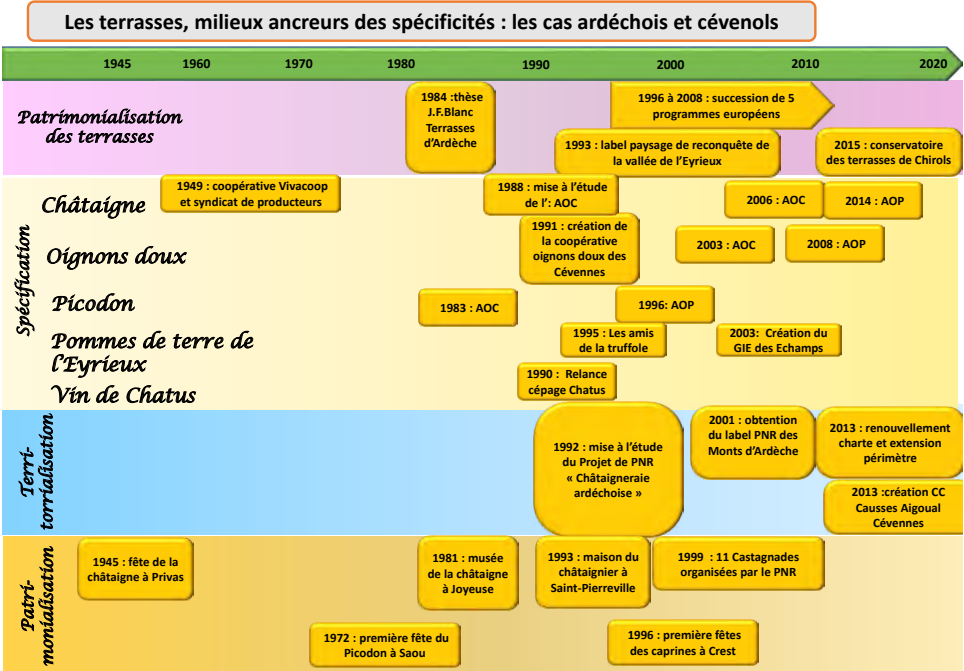 Les terrasses, milieux ancreurs des spécificités : les cas ardéchois et cévenols
1945 1960 1970 1980 1990 2000 2010 2020
Patrimonialisation
des terrasses
1984 :thèse
J.F.Blanc
Terrasses
d'Ardèche
1996 à 2008 : succession de 5
programmes européens
1993 : label paysage de reconquête de
la vallée de l'Eyrieux
2015 : conservatoire
des terrasses de Chirols
Spécification
Châtaigne
1949 : coopérative Vivacoop
et syndicat de producteurs
1988 : mise à l'étude
de l': AOC
2006 : AOC
2014 : AOP
Oignons doux
1991 : création de
la coopérative
oignons doux des
Cévennes
2003 : AOC
2008 : AOP
Picodon
1983 : AOC
1996: AOP
Pommes de terre de
l'Eyrieux
1995 : Les amis
de la truffole
2003: Création du
GIE des Echamps
Vin de Chatus
1990 : Relance
cépage Chatus
Terri-
torrialisation
1992 : mise à l'étude
du Projet de PNR
« Châtaigneraie
ardéchoise »
2001 : obtention
du label PNR des
Monts d'Ardèche
2013 : renouvellement
charte et extension
périmètre
2013 :création CC
Causses Aigoual
Cévennes
Patri-
monialisation
1945 : fête de la
châtaigne à Privas
1981 : musée
de la châtaigne
à Joyeuse
1993 : maison du
châtaignier à
Saint-Pierreville
1999 : 11 Castagnades
organisées par le PNR
1972 : première fête du
Picodon à Saou
1996 : première fêtes
des caprines à Crest